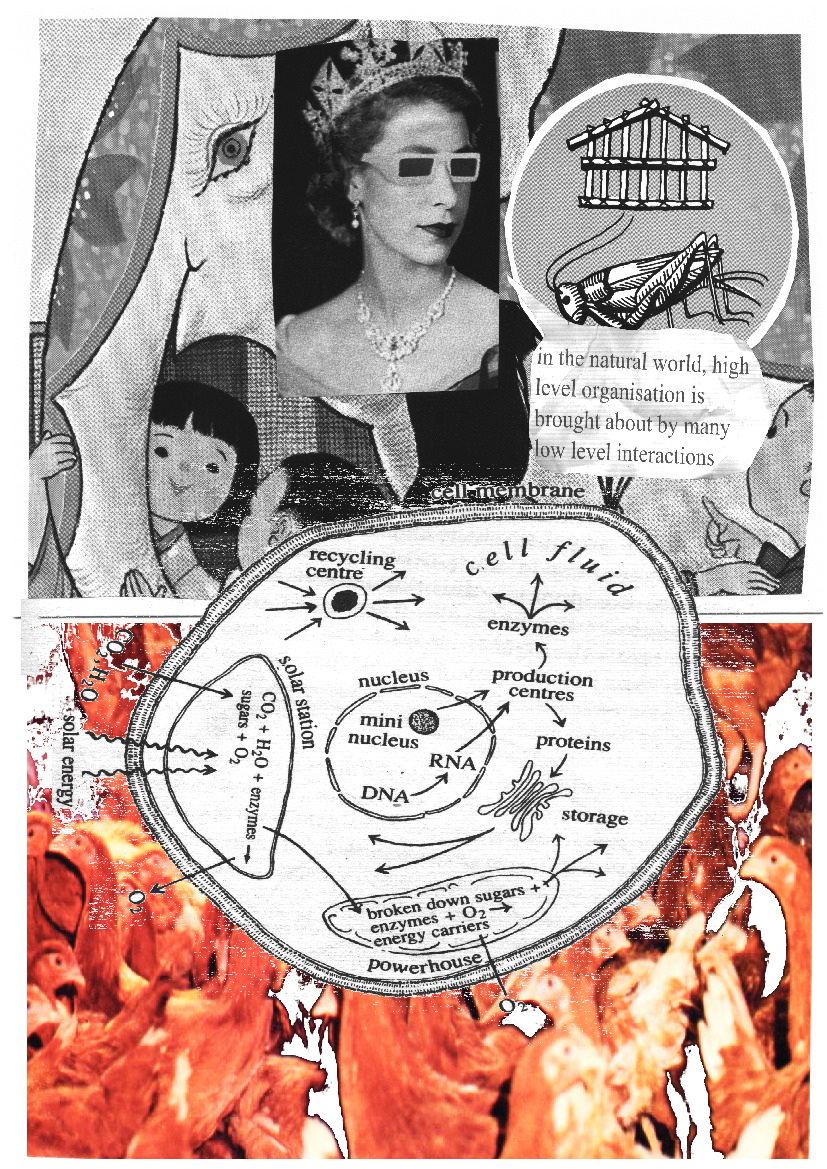 in the natural world, high
level organisation is
brought about by many
low level interactions
cell membrane
cell fluid
recycling
centre
enzymes
production
centres
proteins
storage
nucleus
mini
nucleus
RNA
DNA
solar station
CO₂ + H₂O + enzymes →
sugars + O₂
CO₂, H₂O
solar energy
O₂
broken down sugars +
enzymes + O₂ →
energy carriers
powerhouse
O₂